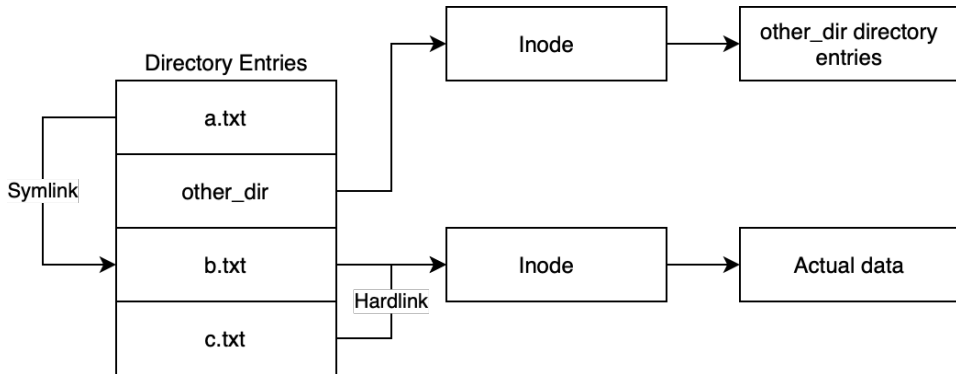 Directory Entries
a.txt
other_dir
b.txt
c.txt
Symlink
Hardlink
Inode
other_dir directory
entries
Inode
Actual data